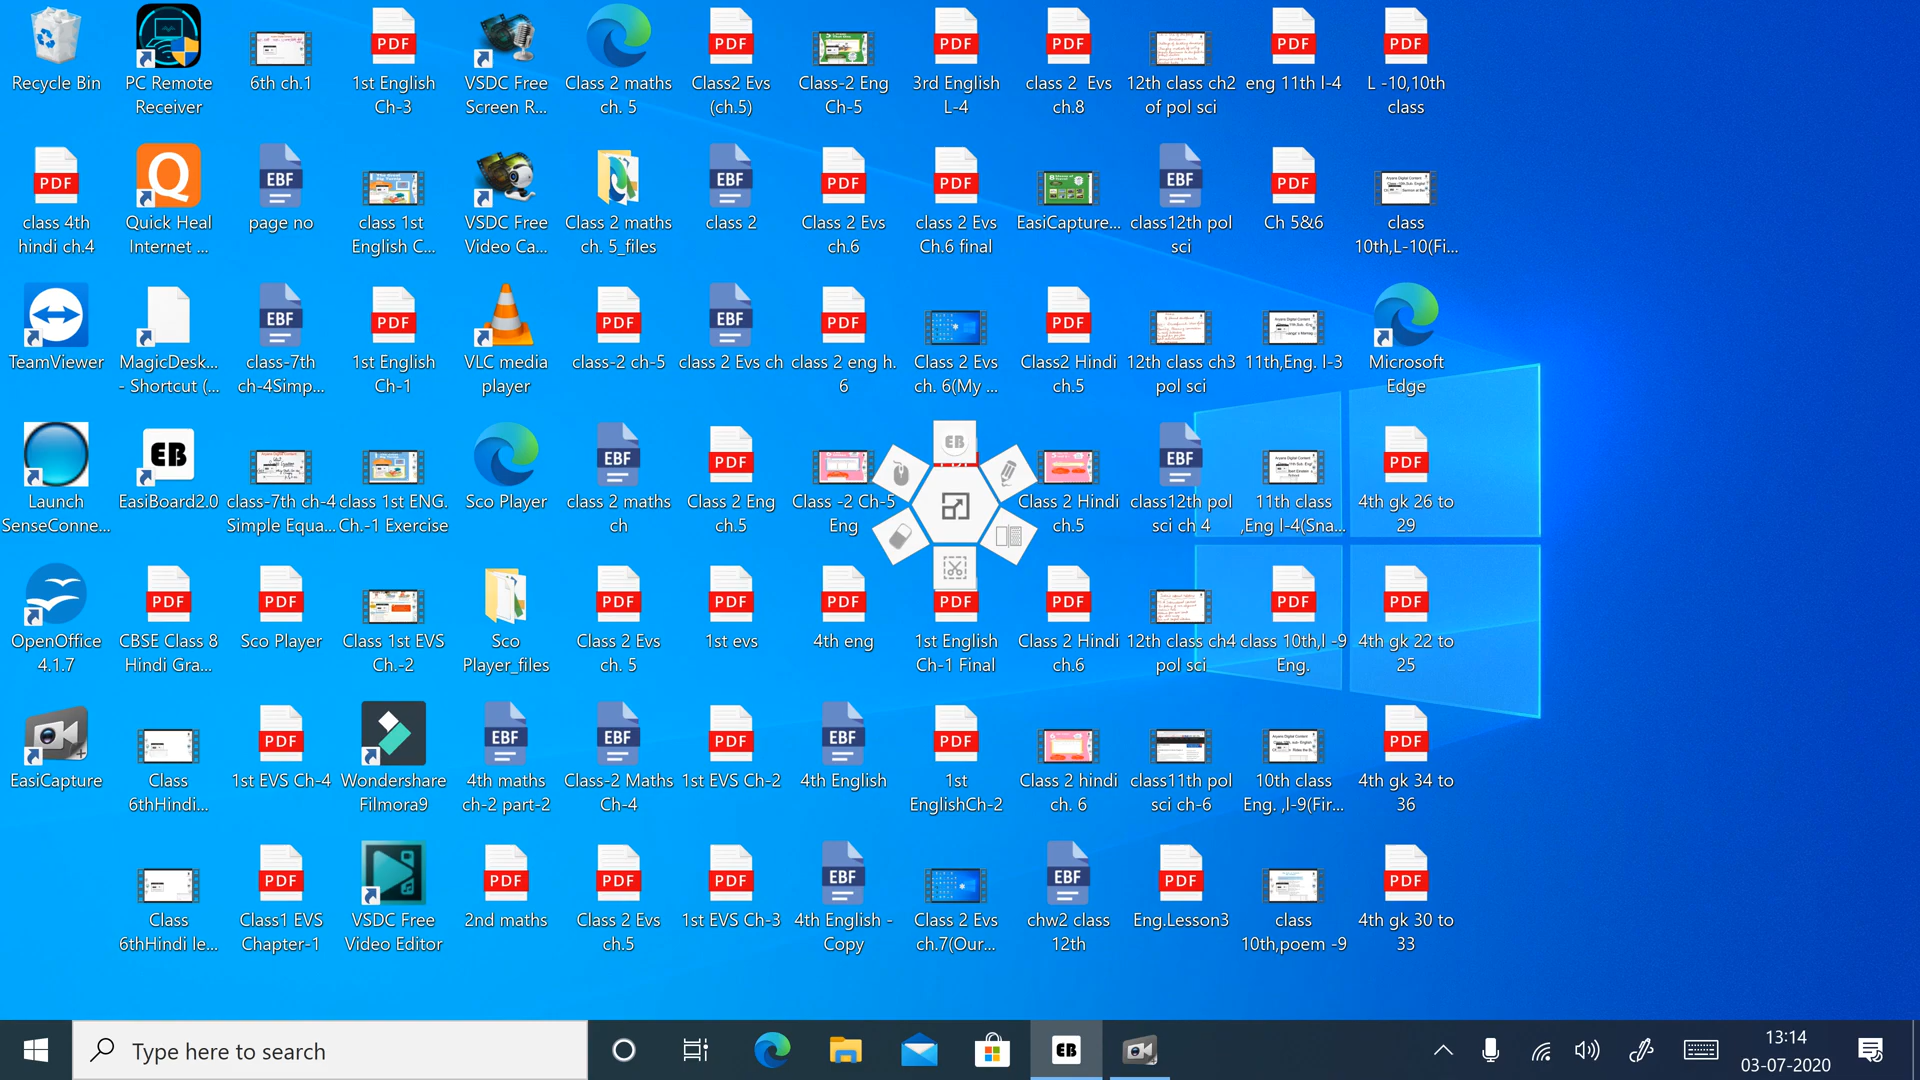 Recycle Bin
PC Remote
Receiver
6th ch.1
PDF
1st English
Ch-3
VSDC Free
Screen R...
Class 2 maths
ch. 5
PDF
Class2 Evs
(ch.5)
Class-2 Eng
Ch-5
PDF
3rd English
L-4
PDF
class 2 Evs
ch.8
12th class ch2
of pol sci
PDF
eng 11th l-4
PDF
L -10,10th
class
PDF
class 4th
hindi ch.4
Quick Heal
Internet ...
EBF
page no
class 1st
English C...
VSDC Free
Video Ca...
Class 2 maths
ch. 5_files
EBF
class 2
PDF
Class 2 Evs
ch.6
PDF
class 2 Evs
Ch.6 final
EasiCapture...
EBF
class12th pol
sci
PDF
Ch 5&6
class
10th,L-10(Fi...
TeamViewer
MagicDesk...
- Shortcut (...
EBF
class-7th
ch-4Simp...
PDF
1st English
Ch-1
VLC media
player
PDF
class-2 ch-5
EBF
class 2 Evs ch
PDF
class 2 eng h.
6
Class 2 Evs
ch. 6(My ...
PDF
Class2 Hindi
ch.5
12th class ch3
pol sci
11th,Eng. l-3
Microsoft
Edge
Launch
SenseConne...
EB
EasiBoard2.0
class-7th ch-4
Simple Equa...
class 1st ENG.
Ch.-1 Exercise
Sco Player
EBF
class 2 maths
ch
PDF
Class 2 Eng
ch.5
Class -2 Ch-5
Eng
EB
Class 2 Hindi
ch.5
EBF
class12th pol
sci ch 4
11th class
,Eng l-4(Sna...
PDF
4th gk 26 to
29
OpenOffice
4.1.7
PDF
CBSE Class 8
Hindi Gra...
PDF
Sco Player
Class 1st EVS
Ch.-2
Sco
Player_files
PDF
Class 2 Evs
ch. 5
PDF
1st evs
PDF
4th eng
PDF
1st English
Ch-1 Final
PDF
Class 2 Hindi
ch.6
12th class ch4
pol sci
PDF
class 10th,l -9
Eng.
PDF
4th gk 22 to
25
EasiCapture
Class
6thHindi...
PDF
1st EVS Ch-4
Wondershare
Filmora9
EBF
4th maths
ch-2 part-2
EBF
Class-2 Maths
Ch-4
PDF
1st EVS Ch-2
EBF
4th English
PDF
1st
EnglishCh-2
Class 2 hindi
ch. 6
class11th pol
sci ch-6
10th class
Eng. ,l-9(Fir...
PDF
4th gk 34 to
36
Class
6thHindi le...
PDF
Class1 EVS
Chapter-1
VSDC Free
Video Editor
PDF
2nd maths
PDF
Class 2 Evs
ch.5
PDF
1st EVS Ch-3
EBF
4th English -
Copy
Class 2 Evs
ch.7(Our...
EBF
chw2 class
12th
PDF
Eng.Lesson3
class
10th,poem -9
PDF
4th gk 30 to
33
Type here to search
EB
13:14
03-07-2020